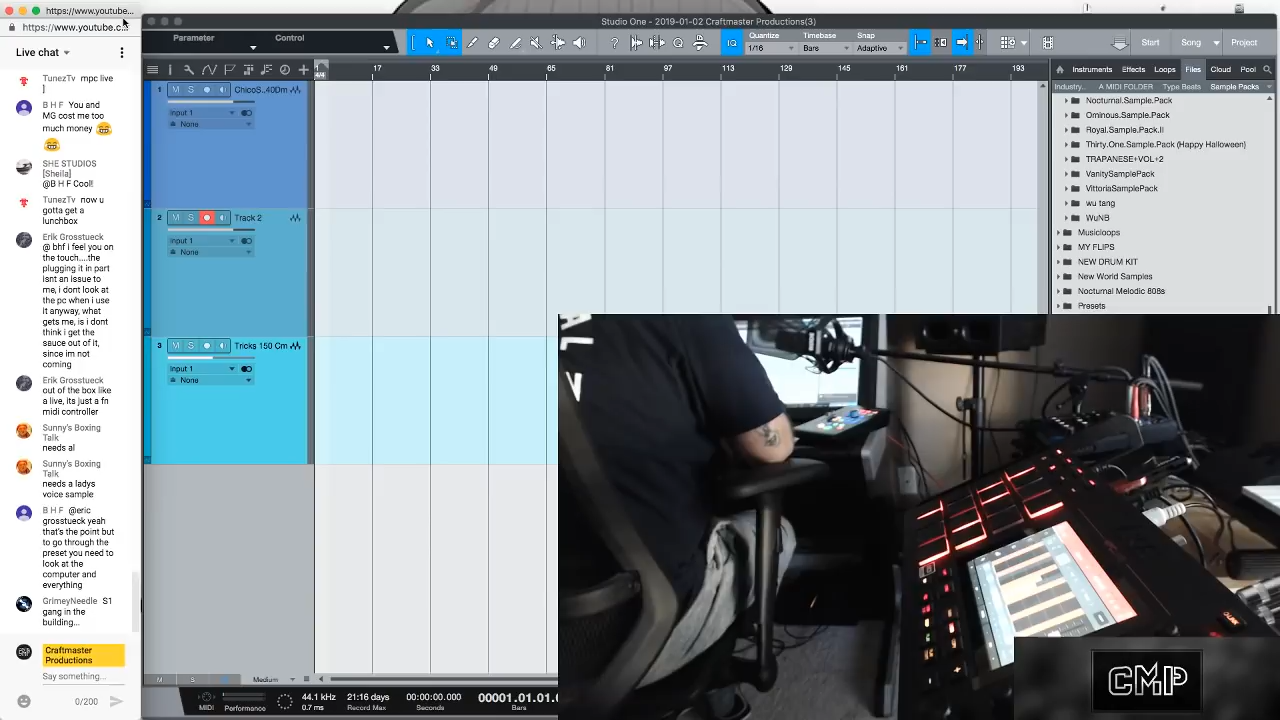 https://www.youtube...
https://www.youtube.c...
Live chat
TunezTv mpc live
]
B H F You and
MG cost me too
much money 😂
😂
SHE STUDIOS
[Sheila]
@B H F Cool!
TunezTv now u
gotta get a
lunchbox
Erik Grosstueck
@ bhf i feel you on
the touch....the
plugging it in part
isnt an issue to
me, i dont look at
the pc when i use
it anyway, what
gets me, is i dont
think i get the
sauce out of it,
since im not
coming
Erik Grosstueck
out of the box like
a live, its just a fn
midi controller
Sunny's Boxing
Talk
needs al
Sunny's Boxing
Talk
needs a ladys
voice sample
B H F @eric
grosstueck yeah
that's the point but
to go through the
preset you need to
look at the
computer and
everything
GrimeyNeedle S1
gang in the
building...
Craftmaster
Productions
Say something...
0/200
Studio One - 2019-01-02 Craftmaster Productions(3)
Parameter Control
Quantize Timebase Snap
IQ 1/16 Bars Adaptive
Start Song Project
1 17 33 49 65 81 97 113 129 145 161 177 193
4/4
1 M S ChicoS..40Dm
Input 1
None
2 M S Track 2
Input 1
None
3 M S Tricks 150 Cm
Input 1
None
Instruments Effects Loops Files Cloud Pool
Industry.. A MIDI FOLDER Type Beats Sample Packs
Nocturnal.Sample.Pack
Ominous.Sample.Pack
Royal.Sample.Pack.II
Thirty.One.Sample.Pack (Happy Halloween)
TRAPANESE+VOL+2
VanitySamplePack
VittoriaSamplePack
wu tang
WuNB
Musicloops
MY FLIPS
NEW DRUM KIT
New World Samples
Nocturnal Melodic 808s
Presets
M S Medium
MIDI Performance
44.1 kHz
0.7 ms
21:16 days
Record Max
00:00:00.000
Seconds
00001.01.01.0
Bars
CMP